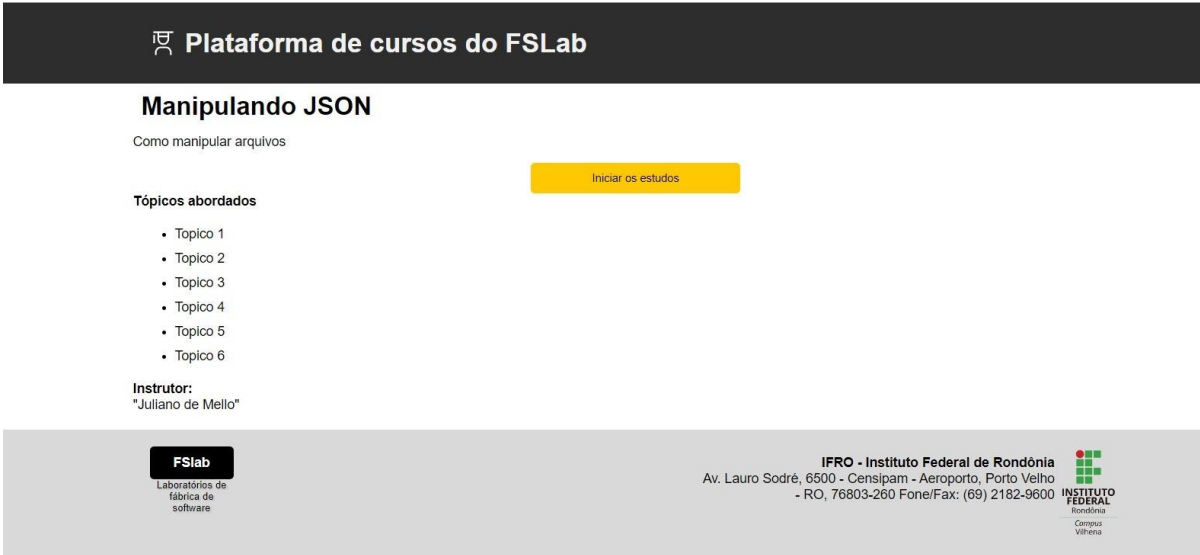 Plataforma de cursos do FSLab
Manipulando JSON
Como manipular arquivos
Iniciar os estudos
Tópicos abordados
Topico 1
Topico 2
Topico 3
Topico 4
Topico 5
Topico 6
Instrutor:
"Juliano de Mello"
FSlab
Laboratórios de
fábrica de
software
IFRO - Instituto Federal de Rondônia
Av. Lauro Sodré, 6500 - Censipam - Aeroporto, Porto Velho
- RO, 76803-260 Fone/Fax: (69) 2182-9600
INSTITUTO
FEDERAL
Rondônia
Campus
Vilhena